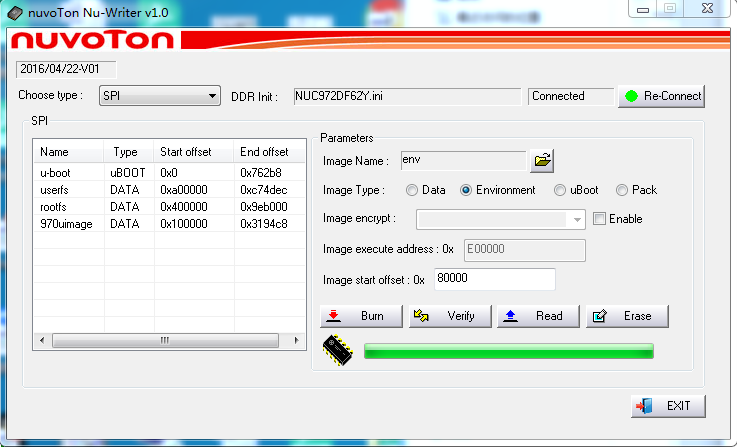 nuvoTon Nu-Writer v1.0
nuvoTon
2016/04/22-V01
Choose type : SPI DDR Init : NUC972DF62Y.ini Connected Re-Connect
SPI
Name Type Start offset End offset
u-boot uBOOT 0x0 0x762b8
userfs DATA 0xa00000 0xc74dec
rootfs DATA 0x400000 0x9eb000
970uimage DATA 0x100000 0x3194c8
Parameters
Image Name : env
Image Type : Data Environment uBoot Pack
Image encrypt : Enable
Image execute address : 0x E00000
Image start offset : 0x 80000
Burn Verify Read Erase
EXIT